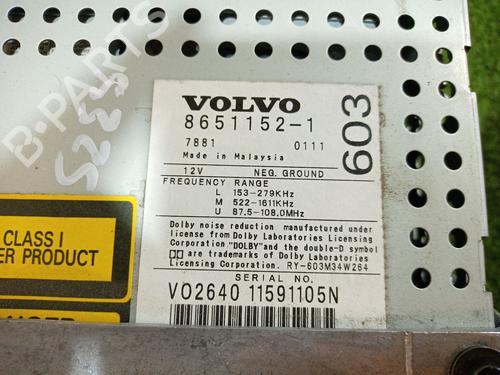 VOLVO
8651152-1
7881 0111
Made in Malaysia
603
12V NEG. GROUND
FREQUENCY RANGE
L 153-279KHz
M 522-1611KHz
U 87.5-108.0MHz
Dolby noise reduction manufactured under
license from Dolby Laboratories Licensing
Corporation."DOLBY" and the double-D symbol
are trademarks of Dolby Laboratories
Licensing Corporation. RY-603M34W264
SERIAL NO.
VO2640 11591105N
CLASS I
PRODUCT
B-PARTS